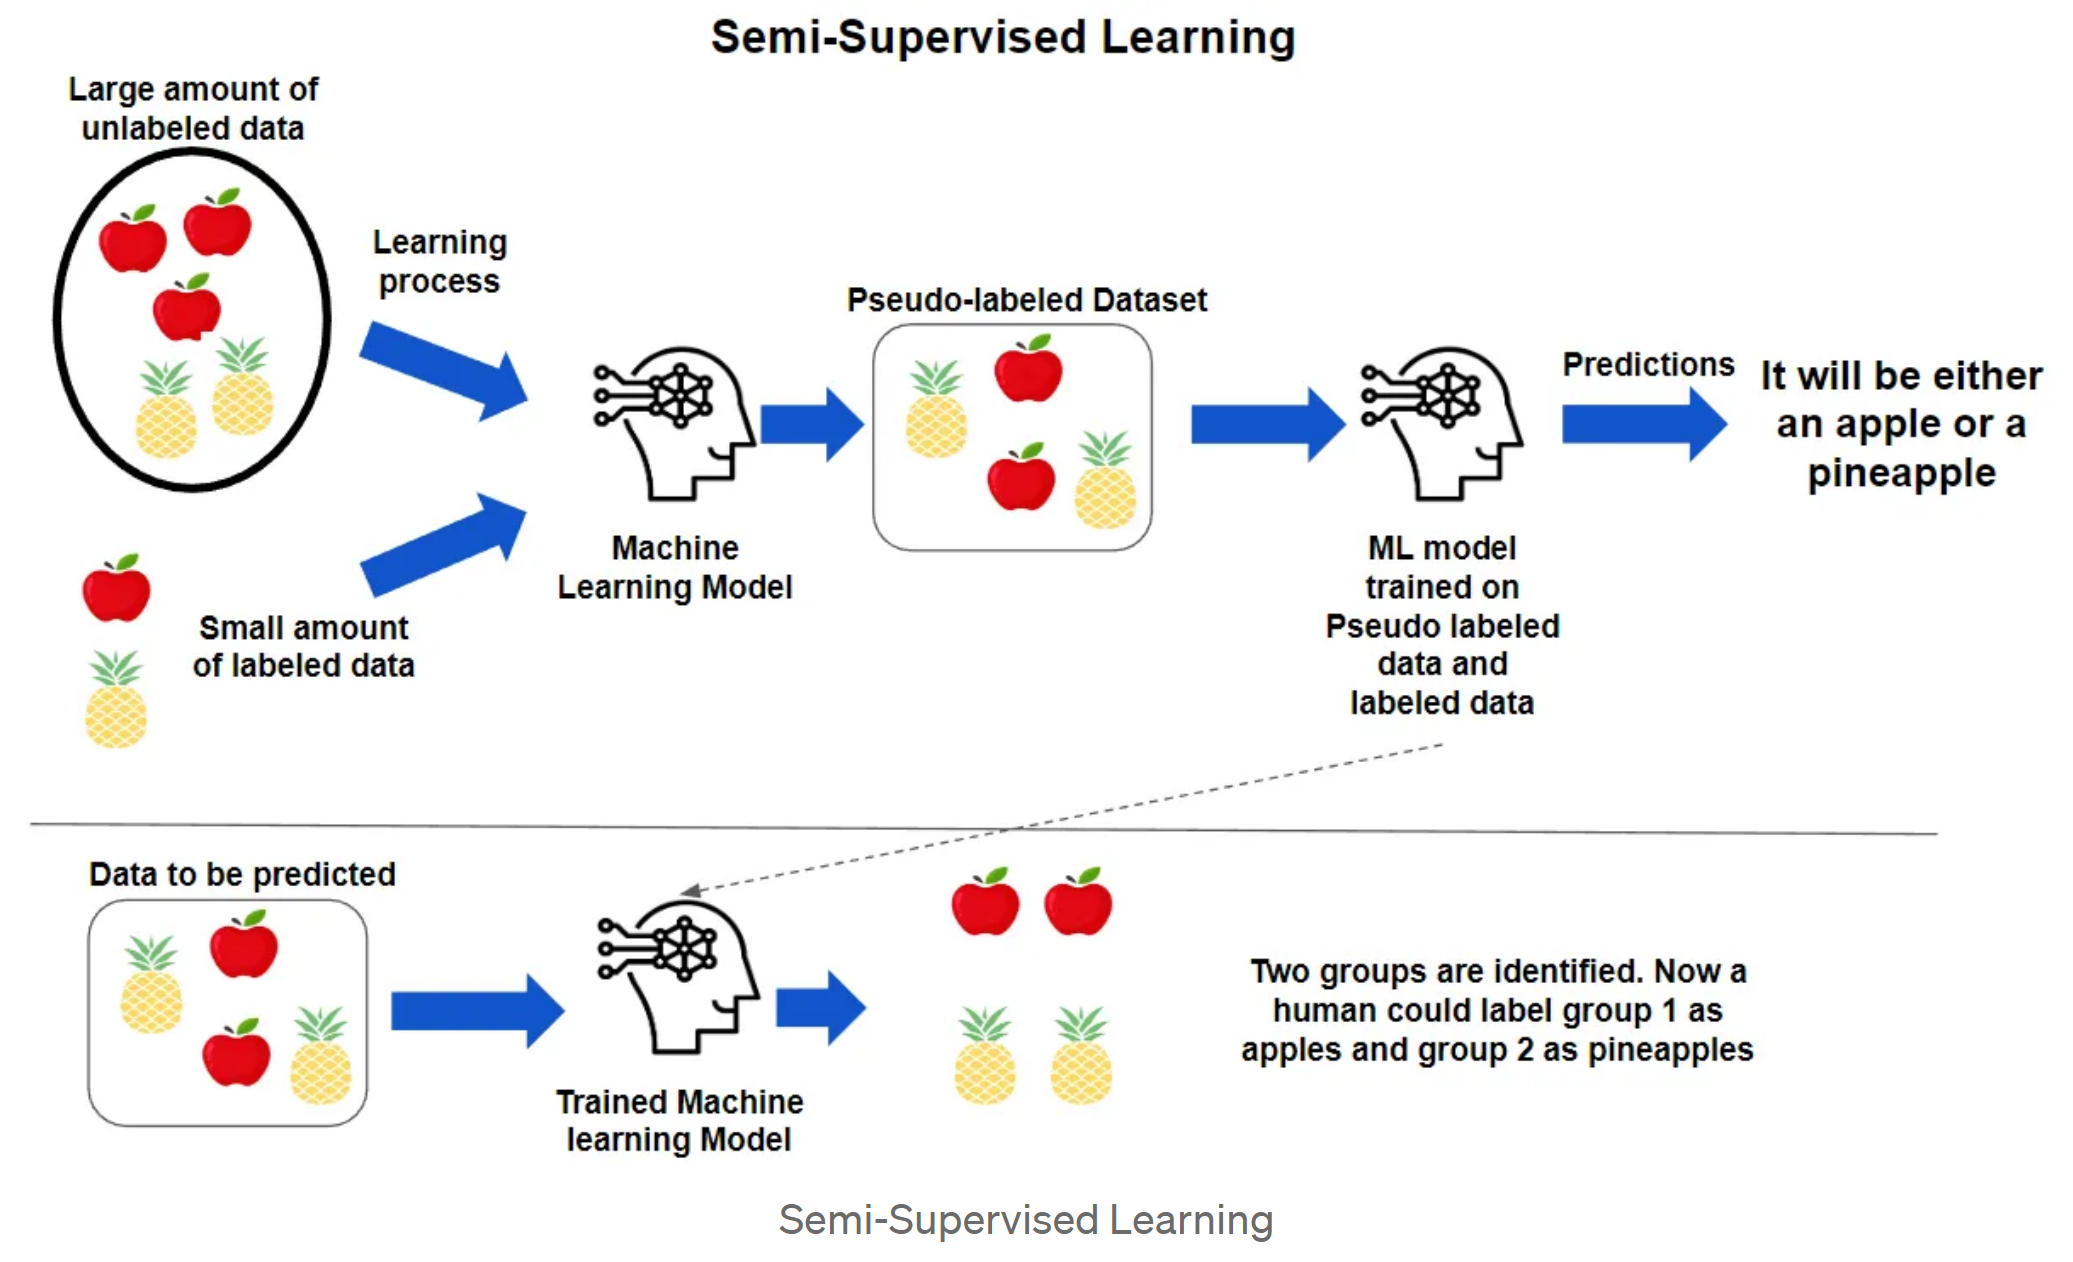 Semi-Supervised Learning
Large amount of
unlabeled data
Learning
process
Pseudo-labeled Dataset
Predictions
It will be either
an apple or a
pineapple
Machine
Learning Model
ML model
trained on
Pseudo labeled
data and
labeled data
Small amount
of labeled data
Data to be predicted
Two groups are identified. Now a
human could label group 1 as
apples and group 2 as pineapples
Trained Machine
learning Model
Semi-Supervised Learning